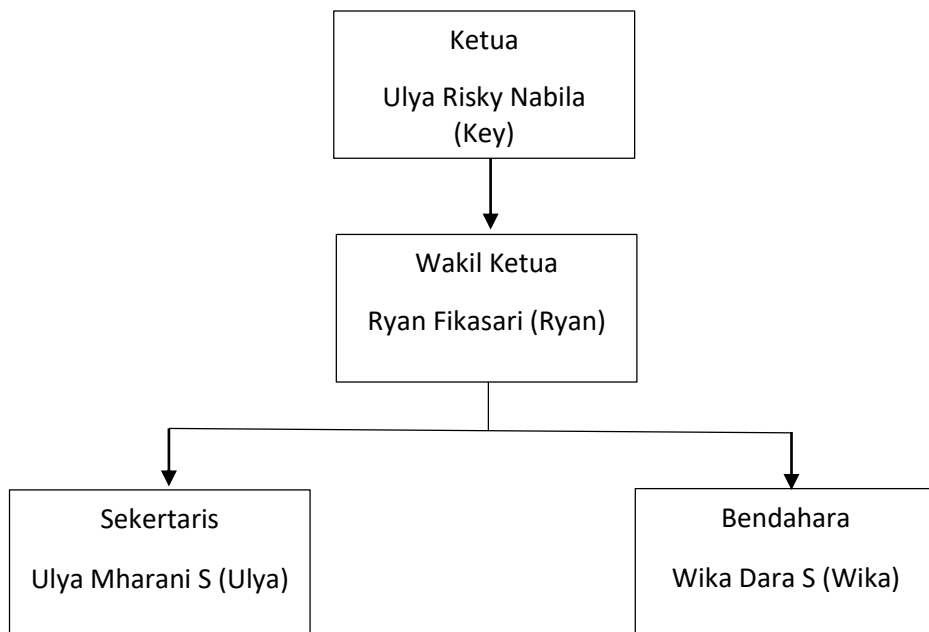 Ketua
Ulya Risky Nabila
(Key)
Wakil Ketua
Ryan Fikasari (Ryan)
Sekertaris
Ulya Mharani S (Ulya)
Bendahara
Wika Dara S (Wika)